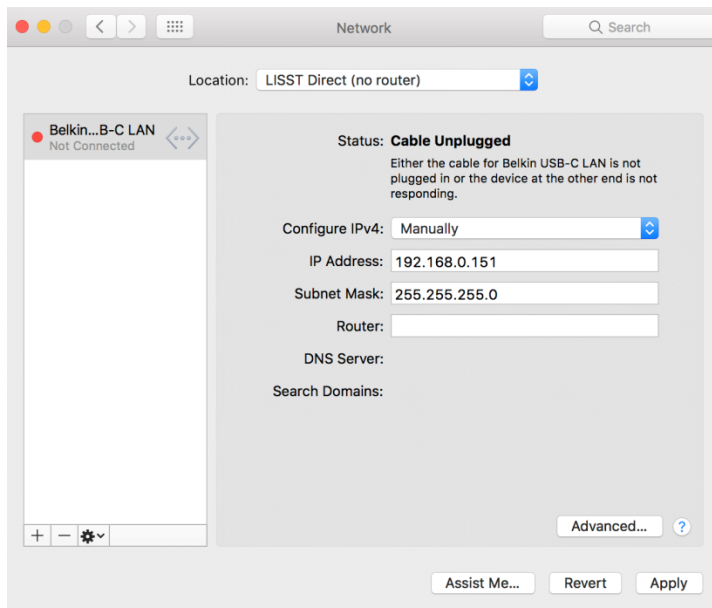 Network
Search
Location: LISST Direct (no router)
Belkin...B-C LAN
Not Connected
Status: Cable Unplugged
Either the cable for Belkin USB-C LAN is not
plugged in or the device at the other end is not
responding.
Configure IPv4: Manually
IP Address: 192.168.0.151
Subnet Mask: 255.255.255.0
Router:
DNS Server:
Search Domains:
Advanced... ?
Assist Me... Revert Apply